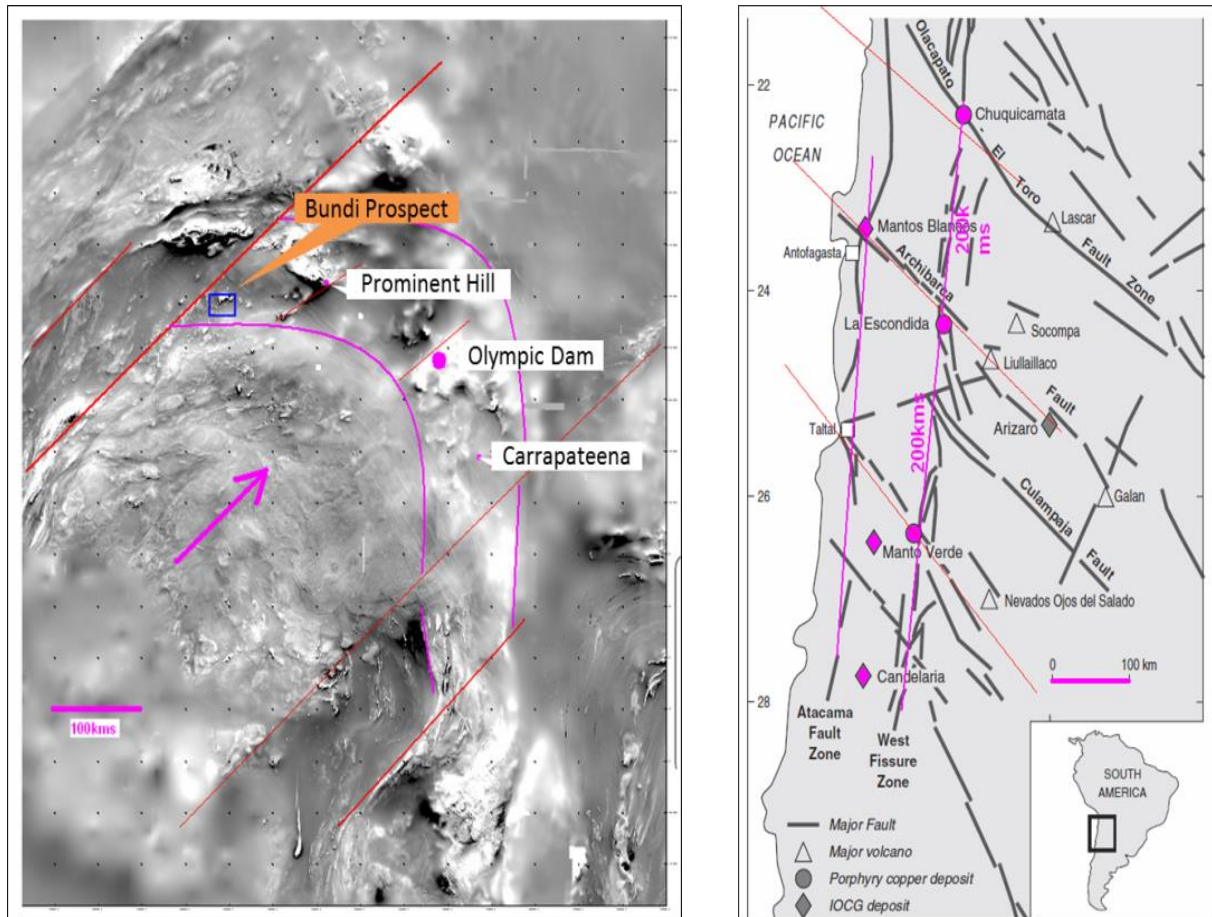 Bundi Prospect
Prominent Hill
Olympic Dam
Carrapateena
100kms
22
24
26
28
PACIFIC
OCEAN
Olacapato
El
Toro
Fault
Zone
Chuquicamata
200k
ms
Lascar
Mantos Blancos
Antofagasta
Archibarca
La Escondida
Socompa
Liullaillaco
Fault
Arizaro
Taltal
200kms
Culampaja
Fault
Galan
Manto Verde
Nevados Ojos del Salado
0
100 km
Candelaria
Atacama
Fault
Zone
West
Fissure
Zone
SOUTH
AMERICA
Major Fault
Major volcano
Porphyry copper deposit
IOCG deposit